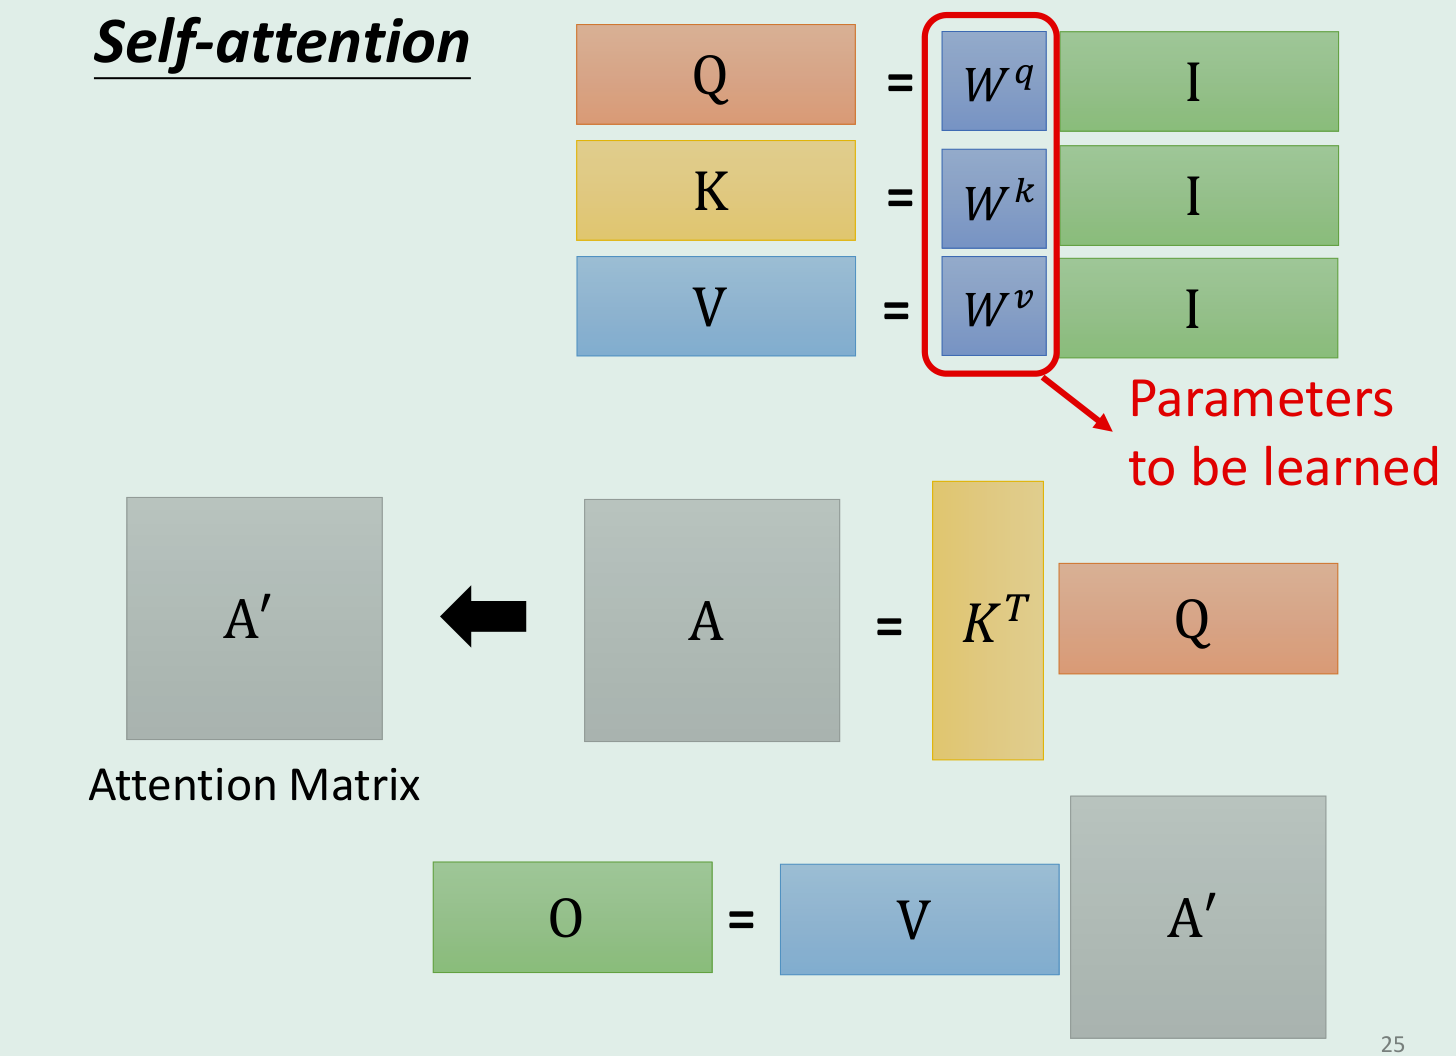 Self-attention
Q = W^q I
K = W^k I
V = W^v I
Parameters
to be learned
A′ A = K^T Q
Attention Matrix
O = V A′
25